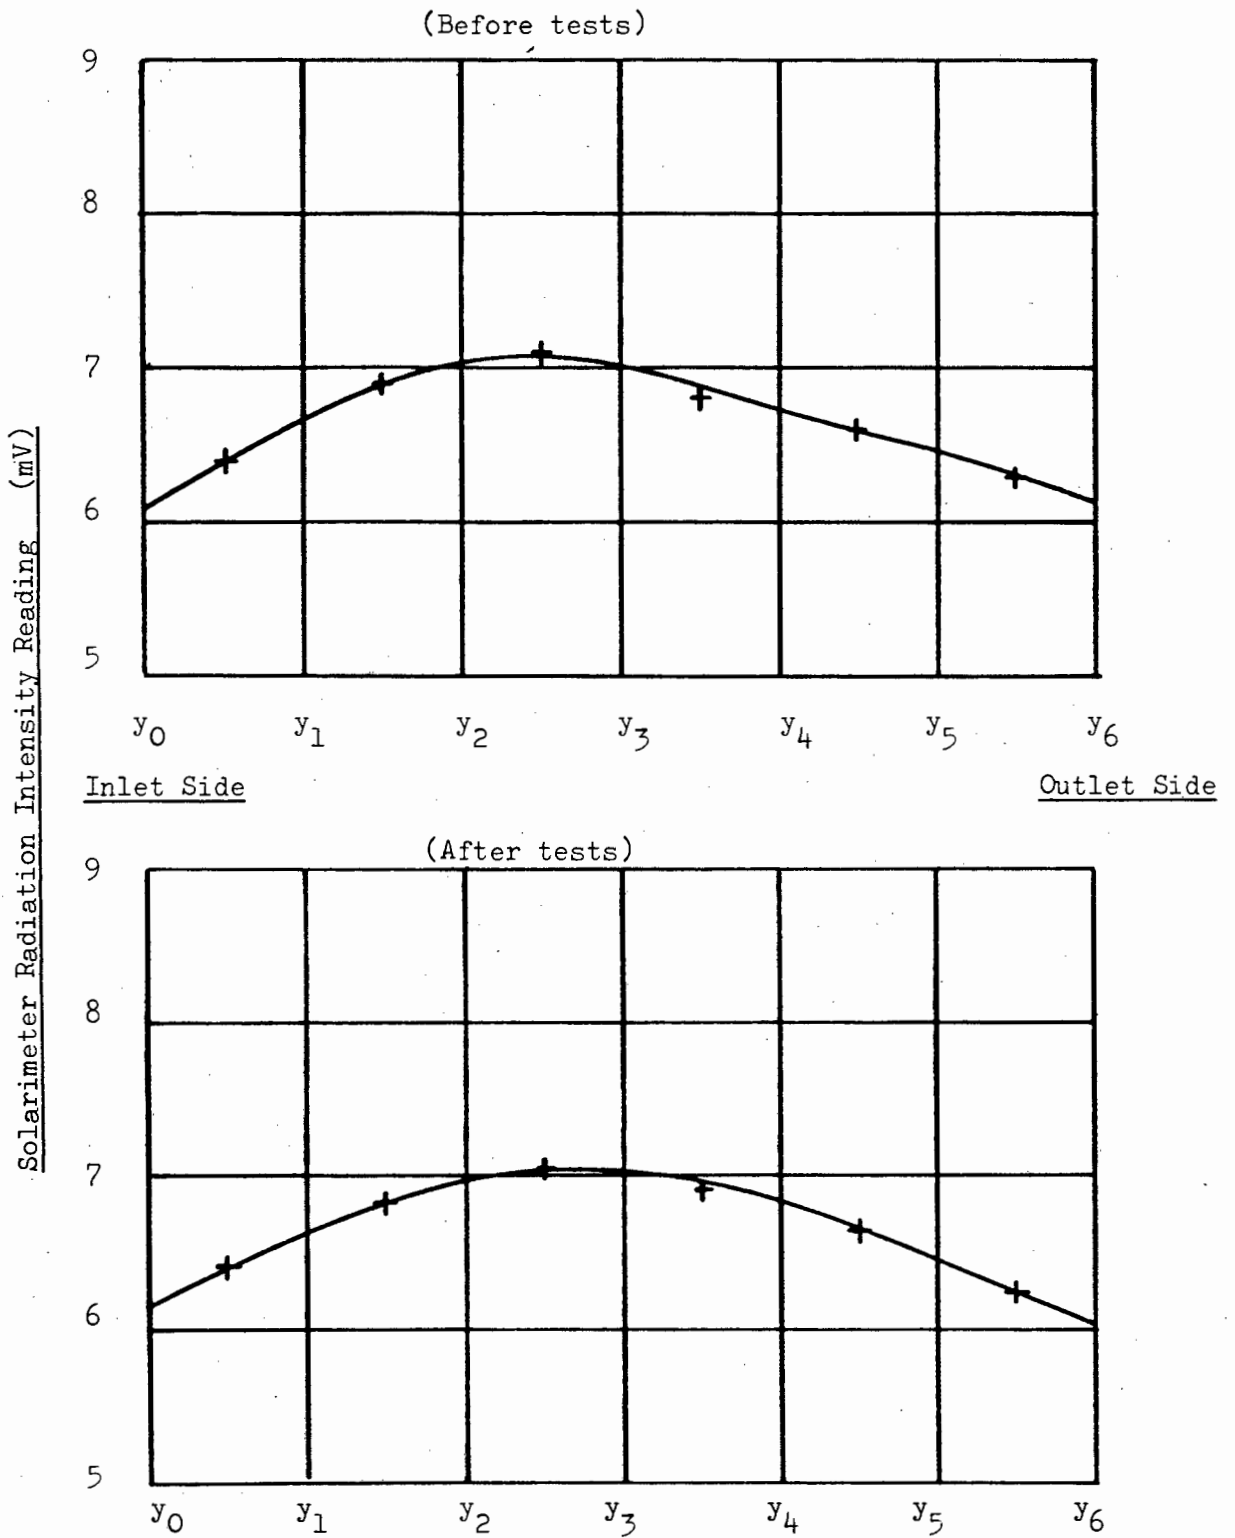 (Before tests)
9
8
7
6
5
y0 y1 y2 y3 y4 y5 y6
Inlet Side Outlet Side
Solarimeter Radiation Intensity Reading (mV)
(After tests)
9
8
7
6
5
y0 y1 y2 y3 y4 y5 y6